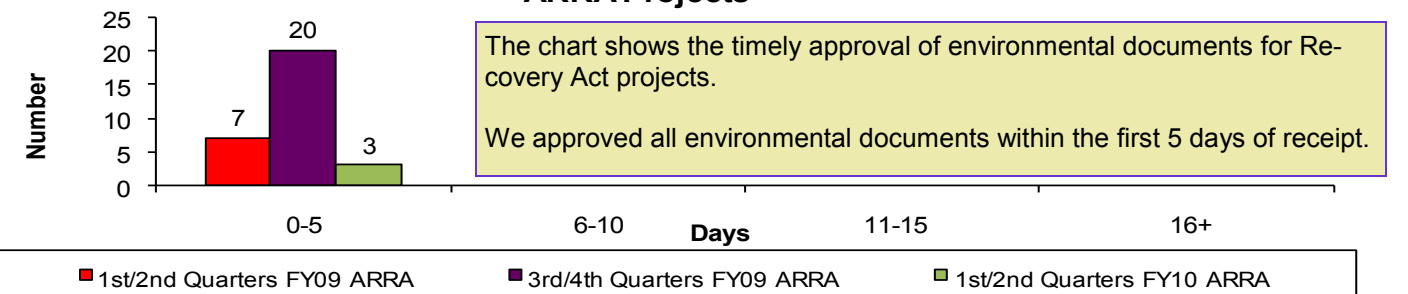 ARRA Projects
25
20
15
10
5
0
Number
7
20
3
The chart shows the timely approval of environmental documents for Re-
covery Act projects.
We approved all environmental documents within the first 5 days of receipt.
0-5
6-10
11-15
16+
Days
1st/2nd Quarters FY09 ARRA
3rd/4th Quarters FY09 ARRA
1st/2nd Quarters FY10 ARRA